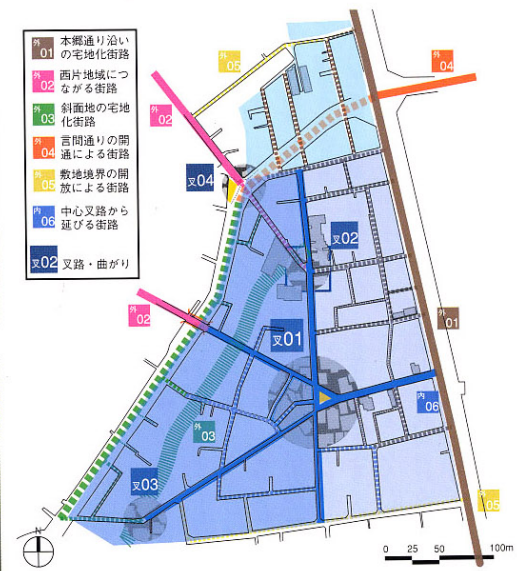 外01 本郷通り沿いの宅地化街路
外02 西片地域につながる街路
外03 斜面地の宅地化街路
外04 言問通りの開通による街路
外05 敷地境界の開放による街路
内06 中心叉路から延びる街路
叉02 叉路・曲がり
外05
外04
外02
叉04
叉02
外02
叉01
外01
内06
外03
叉03
外05
N
0 25 50 100m